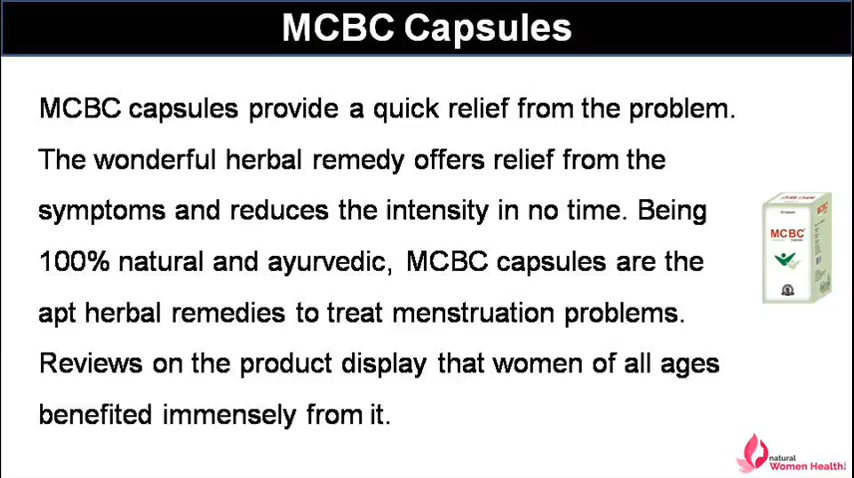 MCBC Capsules
MCBC capsules provide a quick relief from the problem.
The wonderful herbal remedy offers relief from the
symptoms and reduces the intensity in no time. Being
100% natural and ayurvedic, MCBC capsules are the
apt herbal remedies to treat menstruation problems.
Reviews on the product display that women of all ages
benefited immensely from it.
MCBC
natural
Women Health